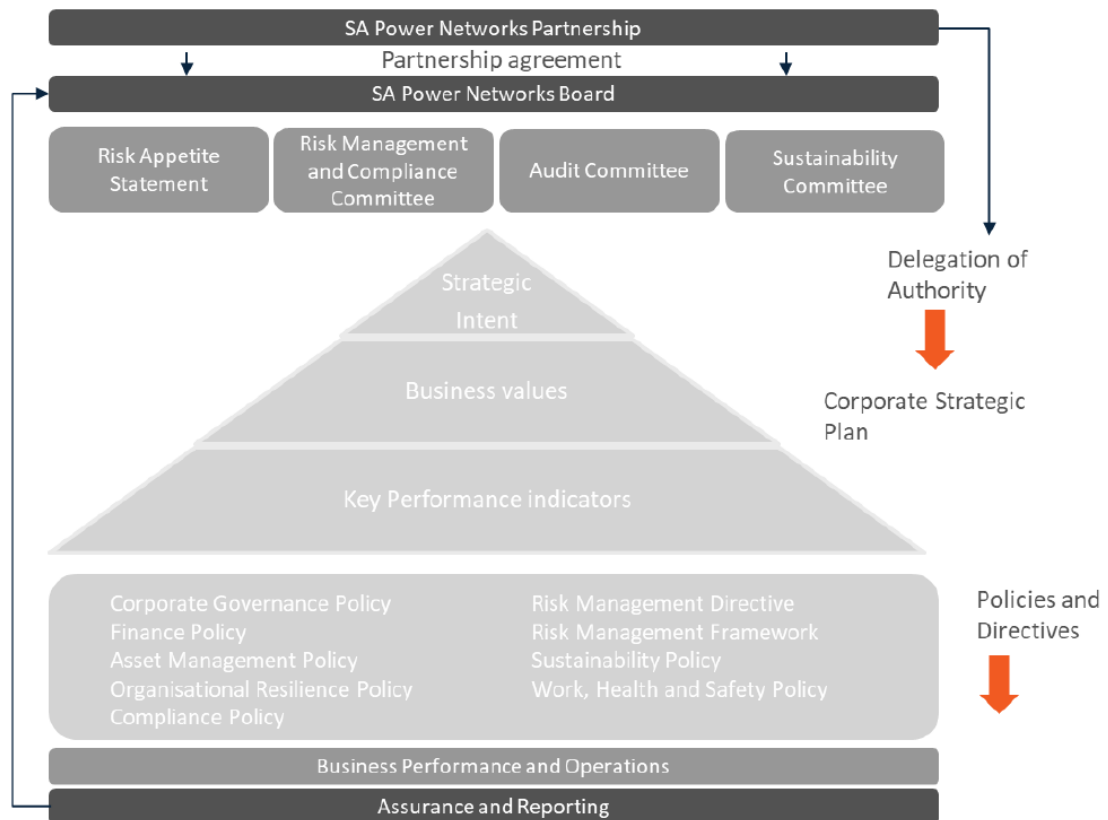 SA Power Networks Partnership
Partnership agreement
SA Power Networks Board
Risk Appetite
Statement
Risk Management
and Compliance
Committee
Audit Committee
Sustainability
Committee
Delegation of
Authority
Strategic
Intent
Business values
Corporate Strategic
Plan
Key Performance indicators
Corporate Governance Policy
Finance Policy
Asset Management Policy
Organisational Resilience Policy
Compliance Policy
Risk Management Directive
Risk Management Framework
Sustainability Policy
Work, Health and Safety Policy
Policies and
Directives
Business Performance and Operations
Assurance and Reporting